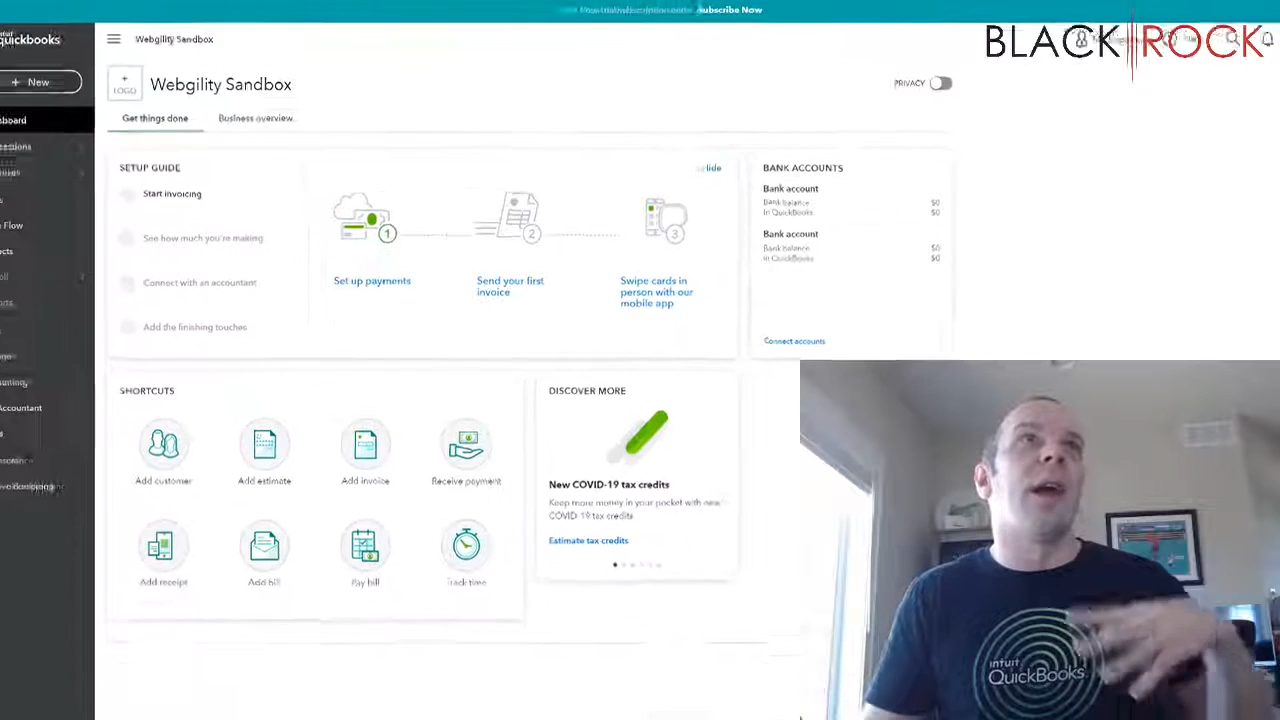 Subscribe Now
intuit
quickbooks
Webgility Sandbox
BLACK ROCK
+ New
+
LOGO
Webgility Sandbox
PRIVACY
Get things done
Business overview
SETUP GUIDE
BANK ACCOUNTS
Start invoicing
See how much you're making
Connect with an accountant
Add the finishing touches
1
2
3
Set up payments
Send your first
invoice
Swipe cards in
person with our
mobile app
Bank account
Bank balance
$0
In QuickBooks
$0
Bank account
Bank balance
$0
In QuickBooks
$0
Connect accounts
Flow
Accountant
SHORTCUTS
Add customer
Add estimate
Add invoice
Receive payment
Add receipt
Add bill
Pay bill
Track time
DISCOVER MORE
New COVID-19 tax credits
Keep more money in your pocket with new
COVID-19 tax credits
Estimate tax credits
intuit
QuickBooks